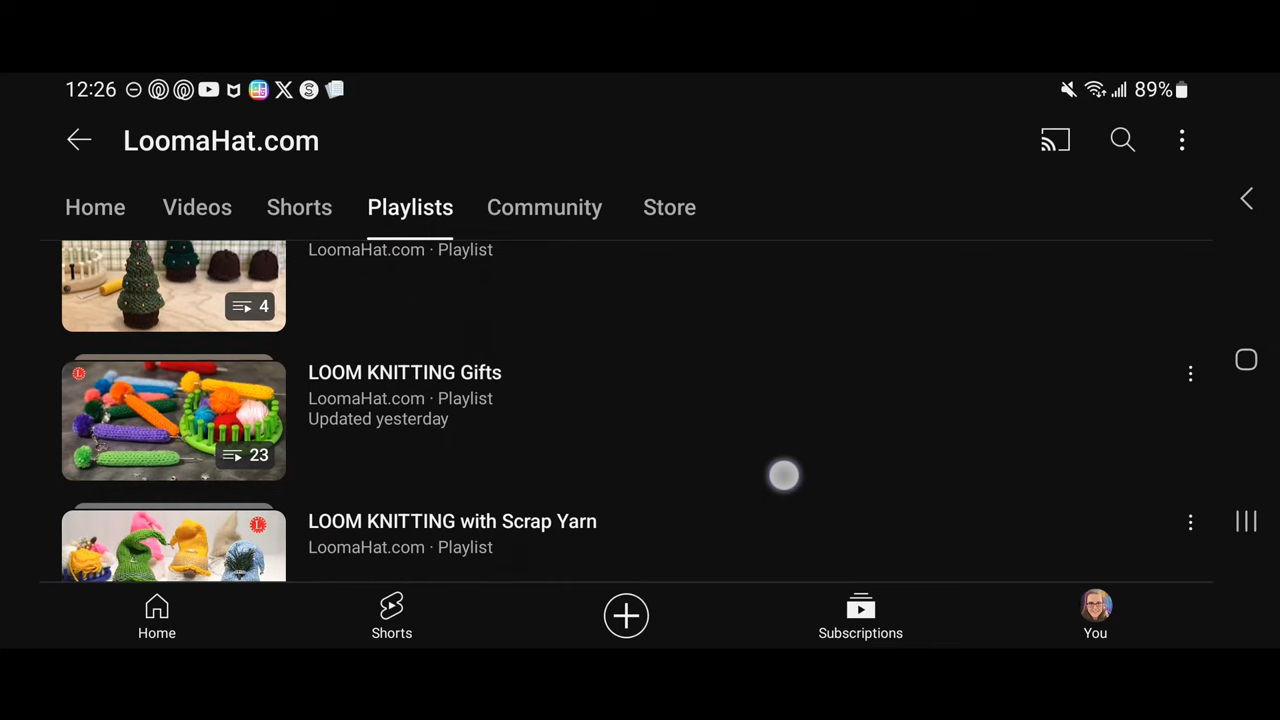 12:26
89%
LoomaHat.com
Home Videos Shorts Playlists Community Store
LoomaHat.com · Playlist
4
LOOM KNITTING Gifts
LoomaHat.com · Playlist
Updated yesterday
23
LOOM KNITTING with Scrap Yarn
LoomaHat.com · Playlist
Home Shorts Subscriptions You